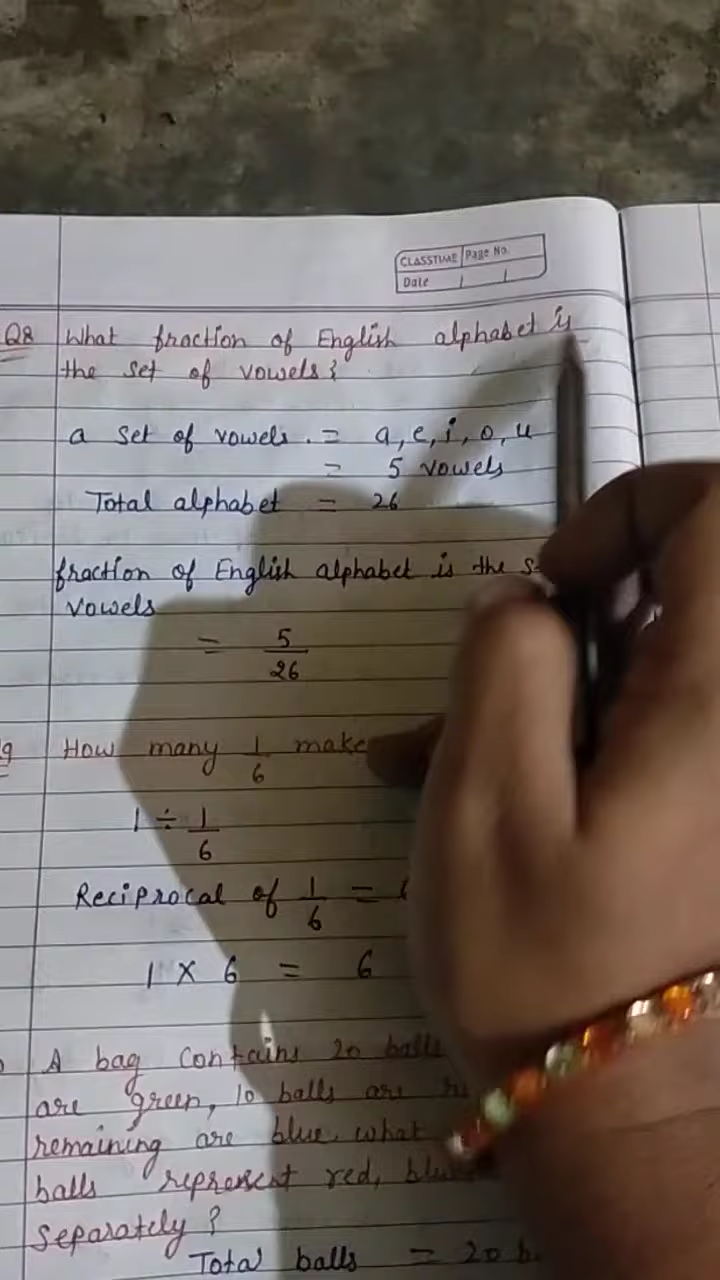 CLASSTIME Page No.
Date / /
Q8 What fraction of English alphabet is
the set of vowels?
a set of vowels . = a, e, i, o, u
= 5 vowels
Total alphabet = 26
fraction of English alphabet is the s
vowels
= 5/26
9 How many 1/6 make
1 ÷ 1/6
Reciprocal of 1/6 =
1 × 6 = 6
A bag contains 20 balls
are green, 10 balls are
remaining are blue. what
balls represent red,
separately?
Total balls = 20 b